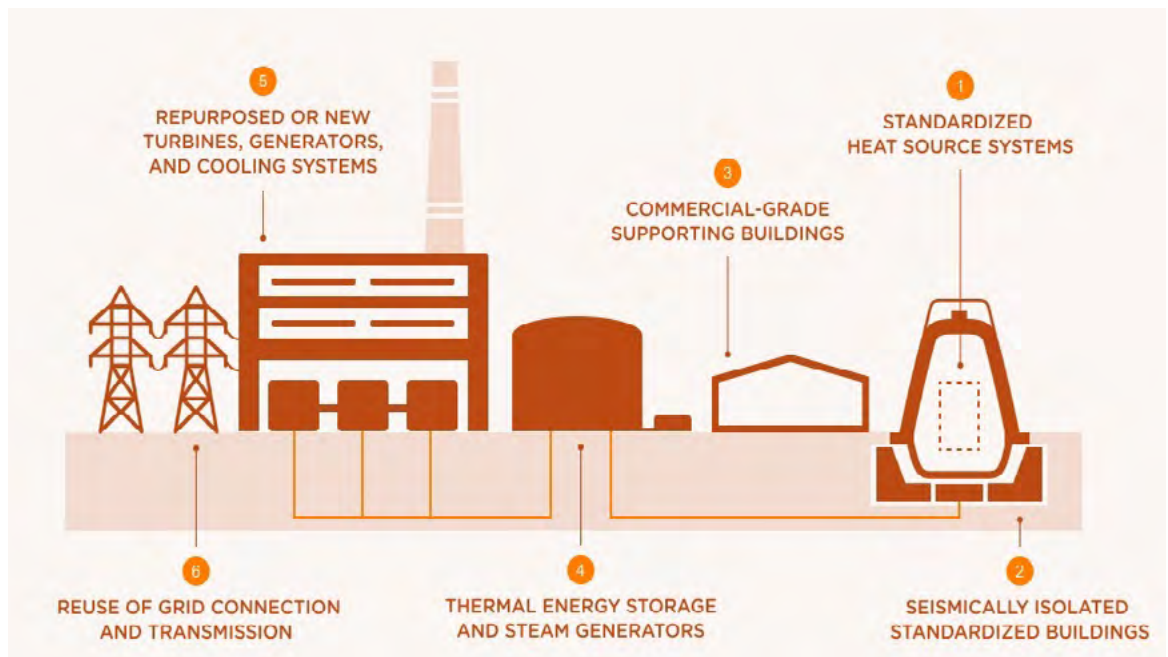 5
REPURPOSED OR NEW
TURBINES, GENERATORS,
AND COOLING SYSTEMS
3
COMMERCIAL-GRADE
SUPPORTING BUILDINGS
1
STANDARDIZED
HEAT SOURCE SYSTEMS
6
REUSE OF GRID CONNECTION
AND TRANSMISSION
4
THERMAL ENERGY STORAGE
AND STEAM GENERATORS
2
SEISMICALLY ISOLATED
STANDARDIZED BUILDINGS